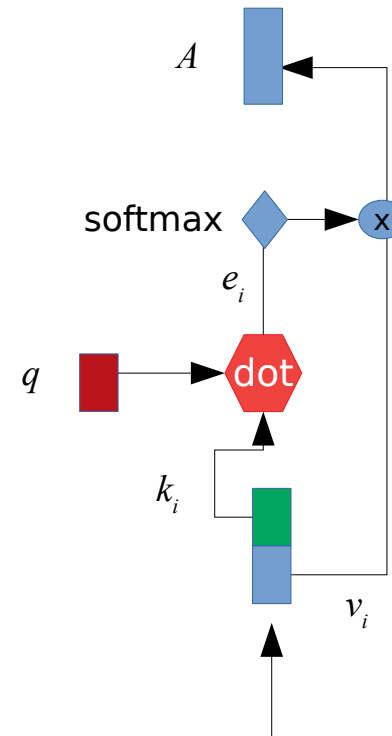 A
softmax
x
e_i
q
dot
k_i
v_i